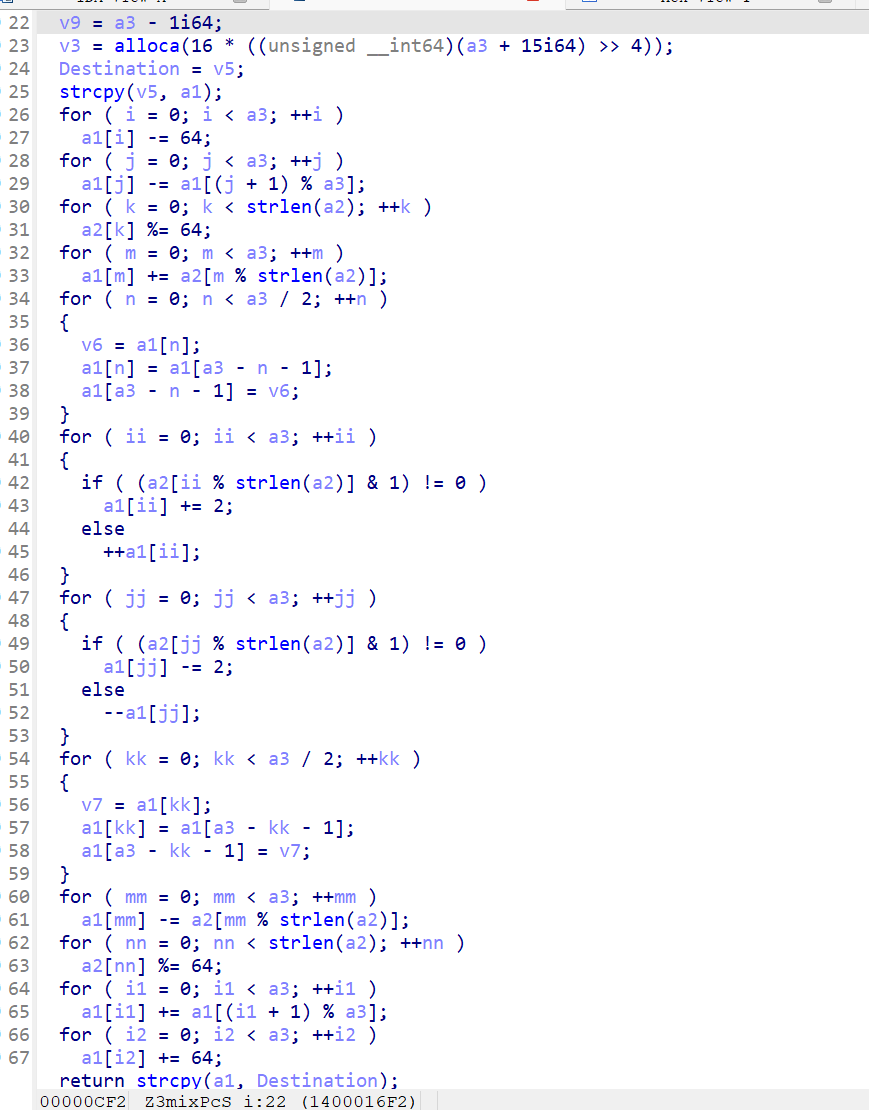 22 v9 = a3 - 1i64;
23 v3 = alloca(16 * ((unsigned __int64)(a3 + 15i64) >> 4));
24 Destination = v5;
25 strcpy(v5, a1);
26 for ( i = 0; i < a3; ++i )
27 a1[i] -= 64;
28 for ( j = 0; j < a3; ++j )
29 a1[j] -= a1[(j + 1) % a3];
30 for ( k = 0; k < strlen(a2); ++k )
31 a2[k] %= 64;
32 for ( m = 0; m < a3; ++m )
33 a1[m] += a2[m % strlen(a2)];
34 for ( n = 0; n < a3 / 2; ++n )
35 {
36 v6 = a1[n];
37 a1[n] = a1[a3 - n - 1];
38 a1[a3 - n - 1] = v6;
39 }
40 for ( ii = 0; ii < a3; ++ii )
41 {
42 if ( (a2[ii % strlen(a2)] & 1) != 0 )
43 a1[ii] += 2;
44 else
45 ++a1[ii];
46 }
47 for ( jj = 0; jj < a3; ++jj )
48 {
49 if ( (a2[jj % strlen(a2)] & 1) != 0 )
50 a1[jj] -= 2;
51 else
52 --a1[jj];
53 }
54 for ( kk = 0; kk < a3 / 2; ++kk )
55 {
56 v7 = a1[kk];
57 a1[kk] = a1[a3 - kk - 1];
58 a1[a3 - kk - 1] = v7;
59 }
60 for ( mm = 0; mm < a3; ++mm )
61 a1[mm] -= a2[mm % strlen(a2)];
62 for ( nn = 0; nn < strlen(a2); ++nn )
63 a2[nn] %= 64;
64 for ( i1 = 0; i1 < a3; ++i1 )
65 a1[i1] += a1[(i1 + 1) % a3];
66 for ( i2 = 0; i2 < a3; ++i2 )
67 a1[i2] += 64;
return strcpy(a1, Destination);
00000CF2 Z3mixPcS_i:22 (1400016F2)